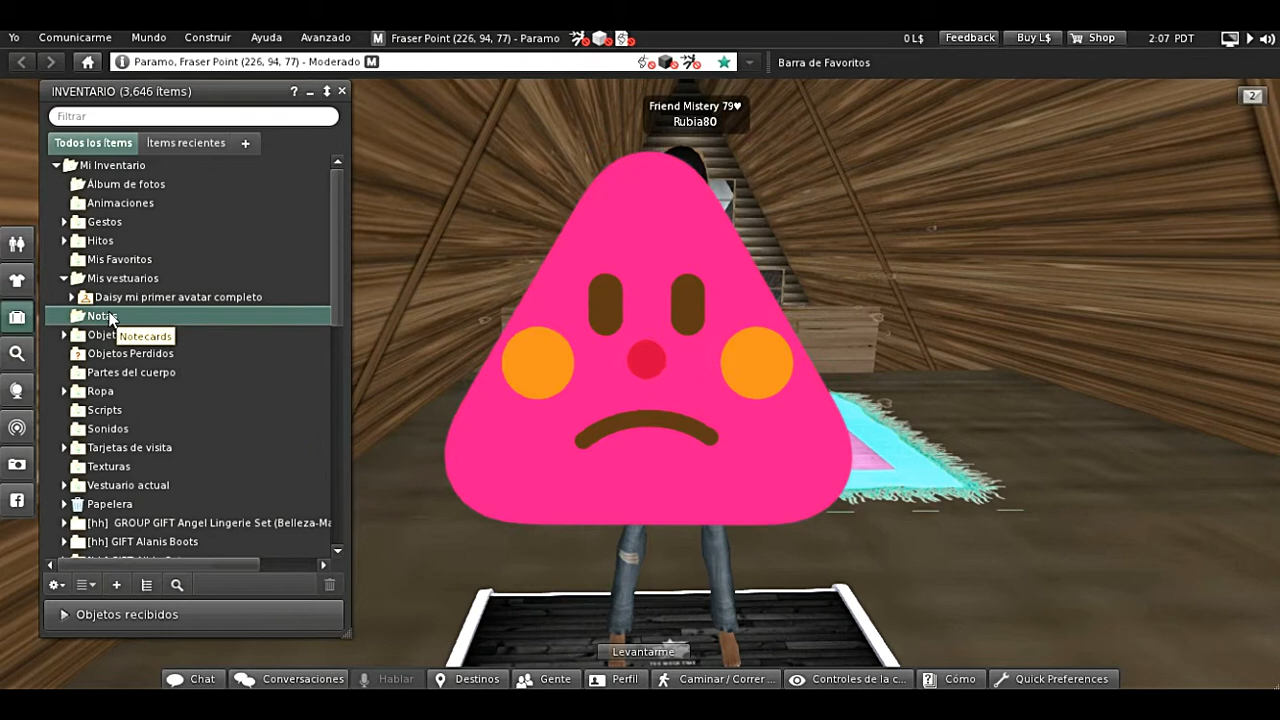 Yo Comunicarme Mundo Construir Ayuda Avanzado M Fraser Point (226, 94, 77) - Paramo 0 L$ Feedback Buy L$ Shop 2:07 PDT
Paramo, Fraser Point (226, 94, 77) - Moderado M Barra de Favoritos
INVENTARIO (3,646 ítems) ?
2
Friend Mistery 79♥
Rubia80
Filtrar
Todos los ítems Ítems recientes +
Mi Inventario
Álbum de fotos
Animaciones
Gestos
Hitos
Mis Favoritos
Mis vestuarios
Daisy mi primer avatar completo
Notas
Notecards
Objetos Perdidos
Partes del cuerpo
Ropa
Scripts
Sonidos
Tarjetas de visita
Texturas
Vestuario actual
Papelera
[hh] GROUP GIFT Angel Lingerie Set (Belleza-Ma
[hh] GIFT Alanis Boots
Objetos recibidos
Levantarme
Chat Conversaciones Hablar Destinos Gente Perfil Caminar / Correr ... Controles de la c... Cómo Quick Preferences